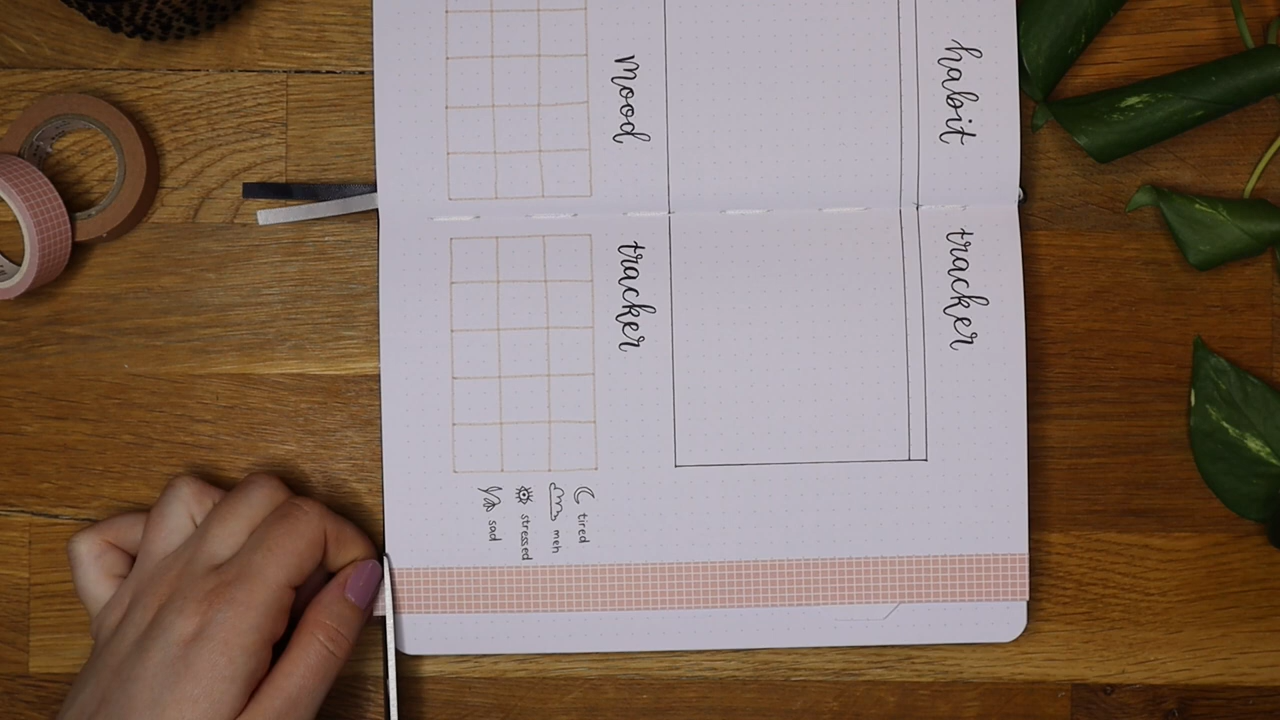 habit tracker
mood tracker
tired
meh
stressed
sad